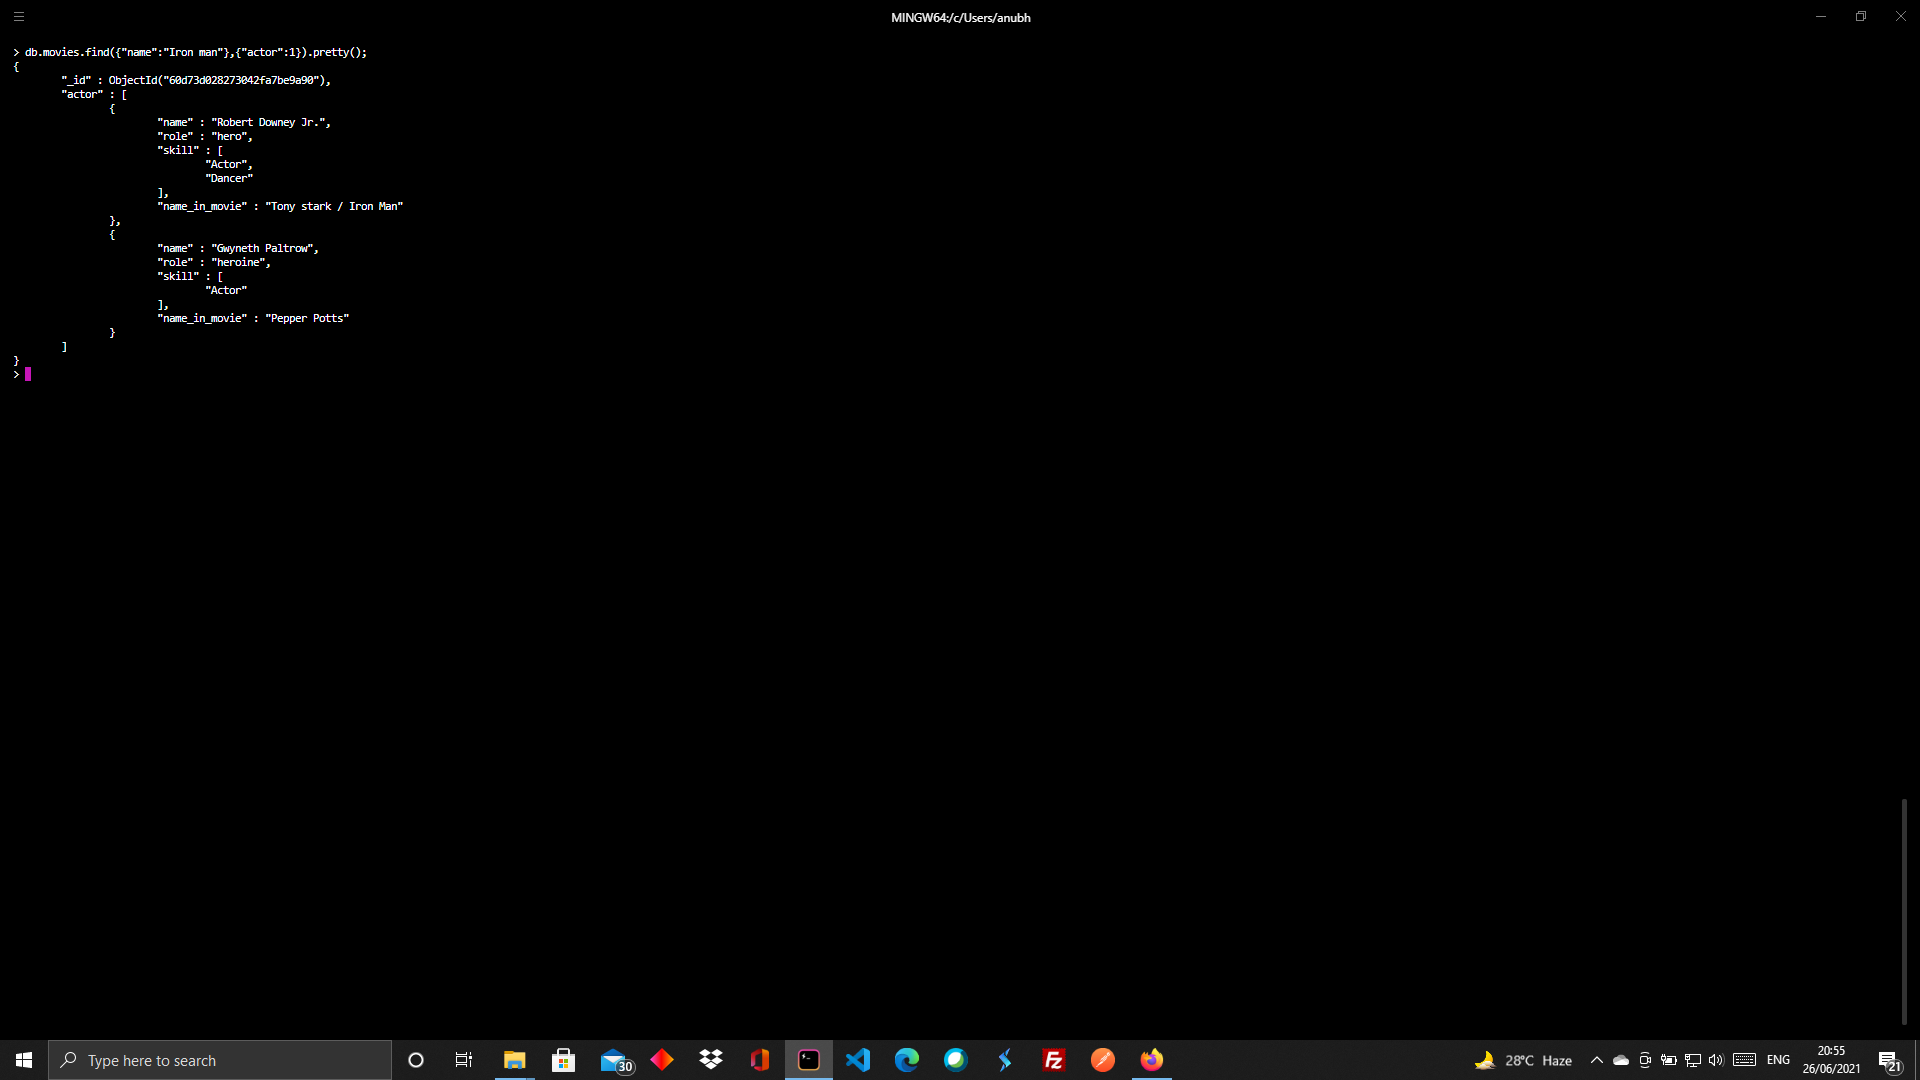 MINGW64:/c/Users/anubh
> db.movies.find({"name":"Iron man"},{"actor":1}).pretty();
{
        "_id" : ObjectId("60d73d028273042fa7be9a90"),
        "actor" : [
                {
                        "name" : "Robert Downey Jr.",
                        "role" : "hero",
                        "skill" : [
                                "Actor",
                                "Dancer"
                        ],
                        "name_in_movie" : "Tony stark / Iron Man"
                },
                {
                        "name" : "Gwyneth Paltrow",
                        "role" : "heroine",
                        "skill" : [
                                "Actor"
                        ],
                        "name_in_movie" : "Pepper Potts"
                }
        ]
}
>
Type here to search
30
Fz
28°C Haze
ENG
20:55
26/06/2021
21